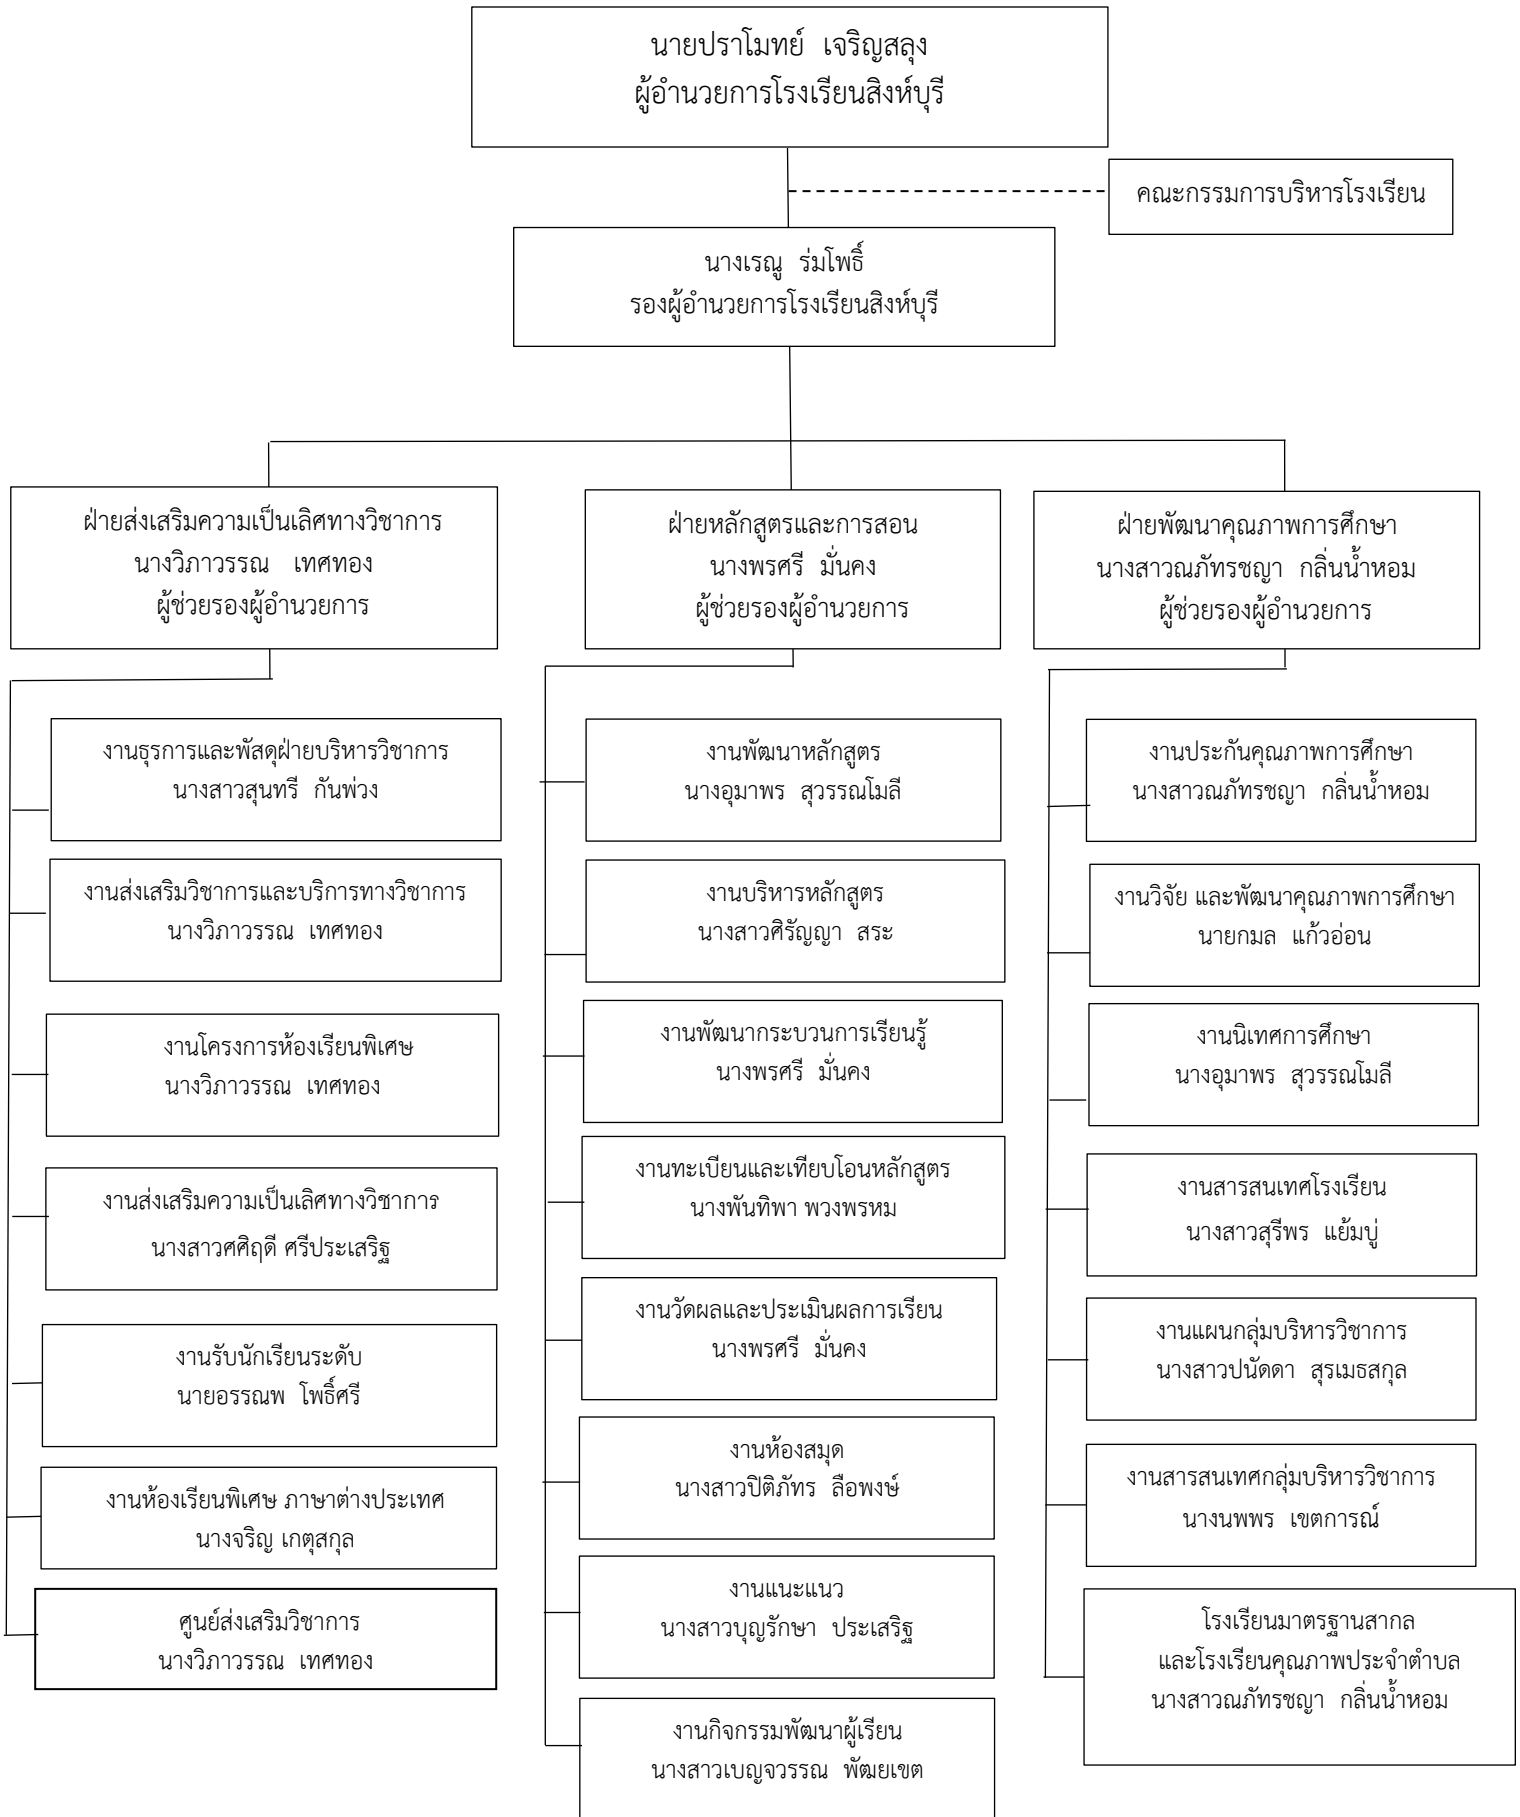 นายปราโมทย์ เจริญสลุง
ผู้อำนวยการโรงเรียนสิงห์บุรี
คณะกรรมการบริหารโรงเรียน
นางเรณู ร่มโพธิ์
รองผู้อำนวยการโรงเรียนสิงห์บุรี
ฝ่ายส่งเสริมความเป็นเลิศทางวิชาการ
นางวิภาวรรณ เทศทอง
ผู้ช่วยรองผู้อำนวยการ
งานธุรการและพัสดุฝ่ายบริหารวิชาการ
นางสาวสุนทรี กันพ่วง
งานส่งเสริมวิชาการและบริการทางวิชาการ
นางวิภาวรรณ เทศทอง
งานโครงการห้องเรียนพิเศษ
นางวิภาวรรณ เทศทอง
งานส่งเสริมความเป็นเลิศทางวิชาการ
นางสาวศศิฤดี ศรีประเสริฐ
งานรับนักเรียนระดับ
นายอรรณพ โพธิ์ศรี
งานห้องเรียนพิเศษ ภาษาต่างประเทศ
นางจริญ เกตุสกุล
ศูนย์ส่งเสริมวิชาการ
นางวิภาวรรณ เทศทอง
ฝ่ายหลักสูตรและการสอน
นางพรศรี มั่นคง
ผู้ช่วยรองผู้อำนวยการ
งานพัฒนาหลักสูตร
นางอุมาพร สุวรรณโมลี
งานบริหารหลักสูตร
นางสาวศิรัญญา สระ
งานพัฒนากระบวนการเรียนรู้
นางพรศรี มั่นคง
งานทะเบียนและเทียบโอนหลักสูตร
นางพันทิพา พวงพรหม
งานวัดผลและประเมินผลการเรียน
นางพรศรี มั่นคง
งานห้องสมุด
นางสาวปิติภัทร ลือพงษ์
งานแนะแนว
นางสาวบุญรักษา ประเสริฐ
งานกิจกรรมพัฒนาผู้เรียน
นางสาวเบญจวรรณ พัฒยเขต
ฝ่ายพัฒนาคุณภาพการศึกษา
นางสาวณภัทรชญา กลิ่นน้ำหอม
ผู้ช่วยรองผู้อำนวยการ
งานประกันคุณภาพการศึกษา
นางสาวณภัทรชญา กลิ่นน้ำหอม
งานวิจัย และพัฒนาคุณภาพการศึกษา
นายกมล แก้วอ่อน
งานนิเทศการศึกษา
นางอุมาพร สุวรรณโมลี
งานสารสนเทศโรงเรียน
นางสาวสุรีพร แย้มบู่
งานแผนกลุ่มบริหารวิชาการ
นางสาวปนัดดา สุรเมธสกุล
งานสารสนเทศกลุ่มบริหารวิชาการ
นางนพพร เขตการณ์
โรงเรียนมาตรฐานสากล
และโรงเรียนคุณภาพประจำตำบล
นางสาวณภัทรชญา กลิ่นน้ำหอม